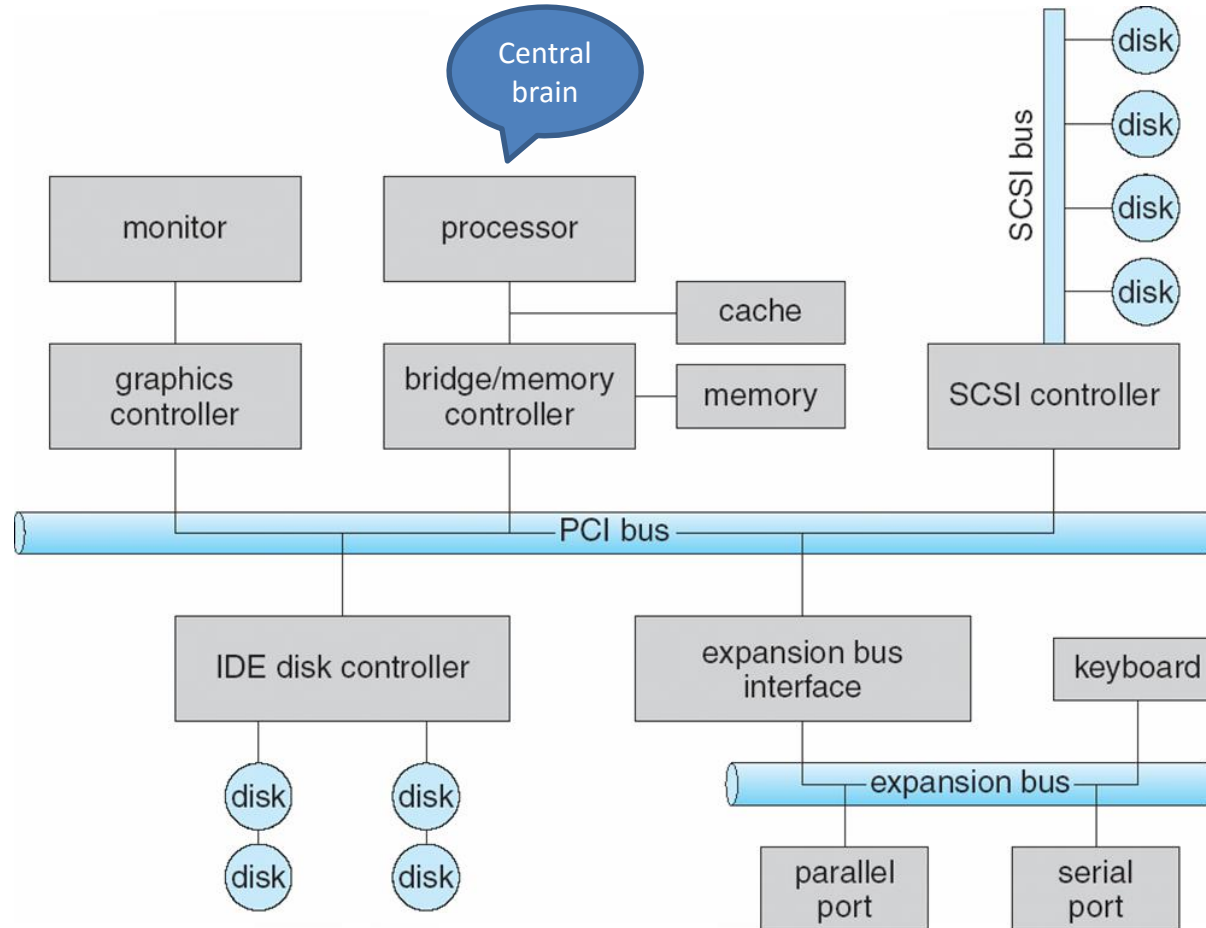 Central
brain
disk
disk
disk
disk
SCSI bus
monitor
processor
cache
graphics
controller
bridge/memory
controller
memory
SCSI controller
PCI bus
IDE disk controller
expansion bus
interface
keyboard
disk
disk
disk
disk
expansion bus
parallel
port
serial
port